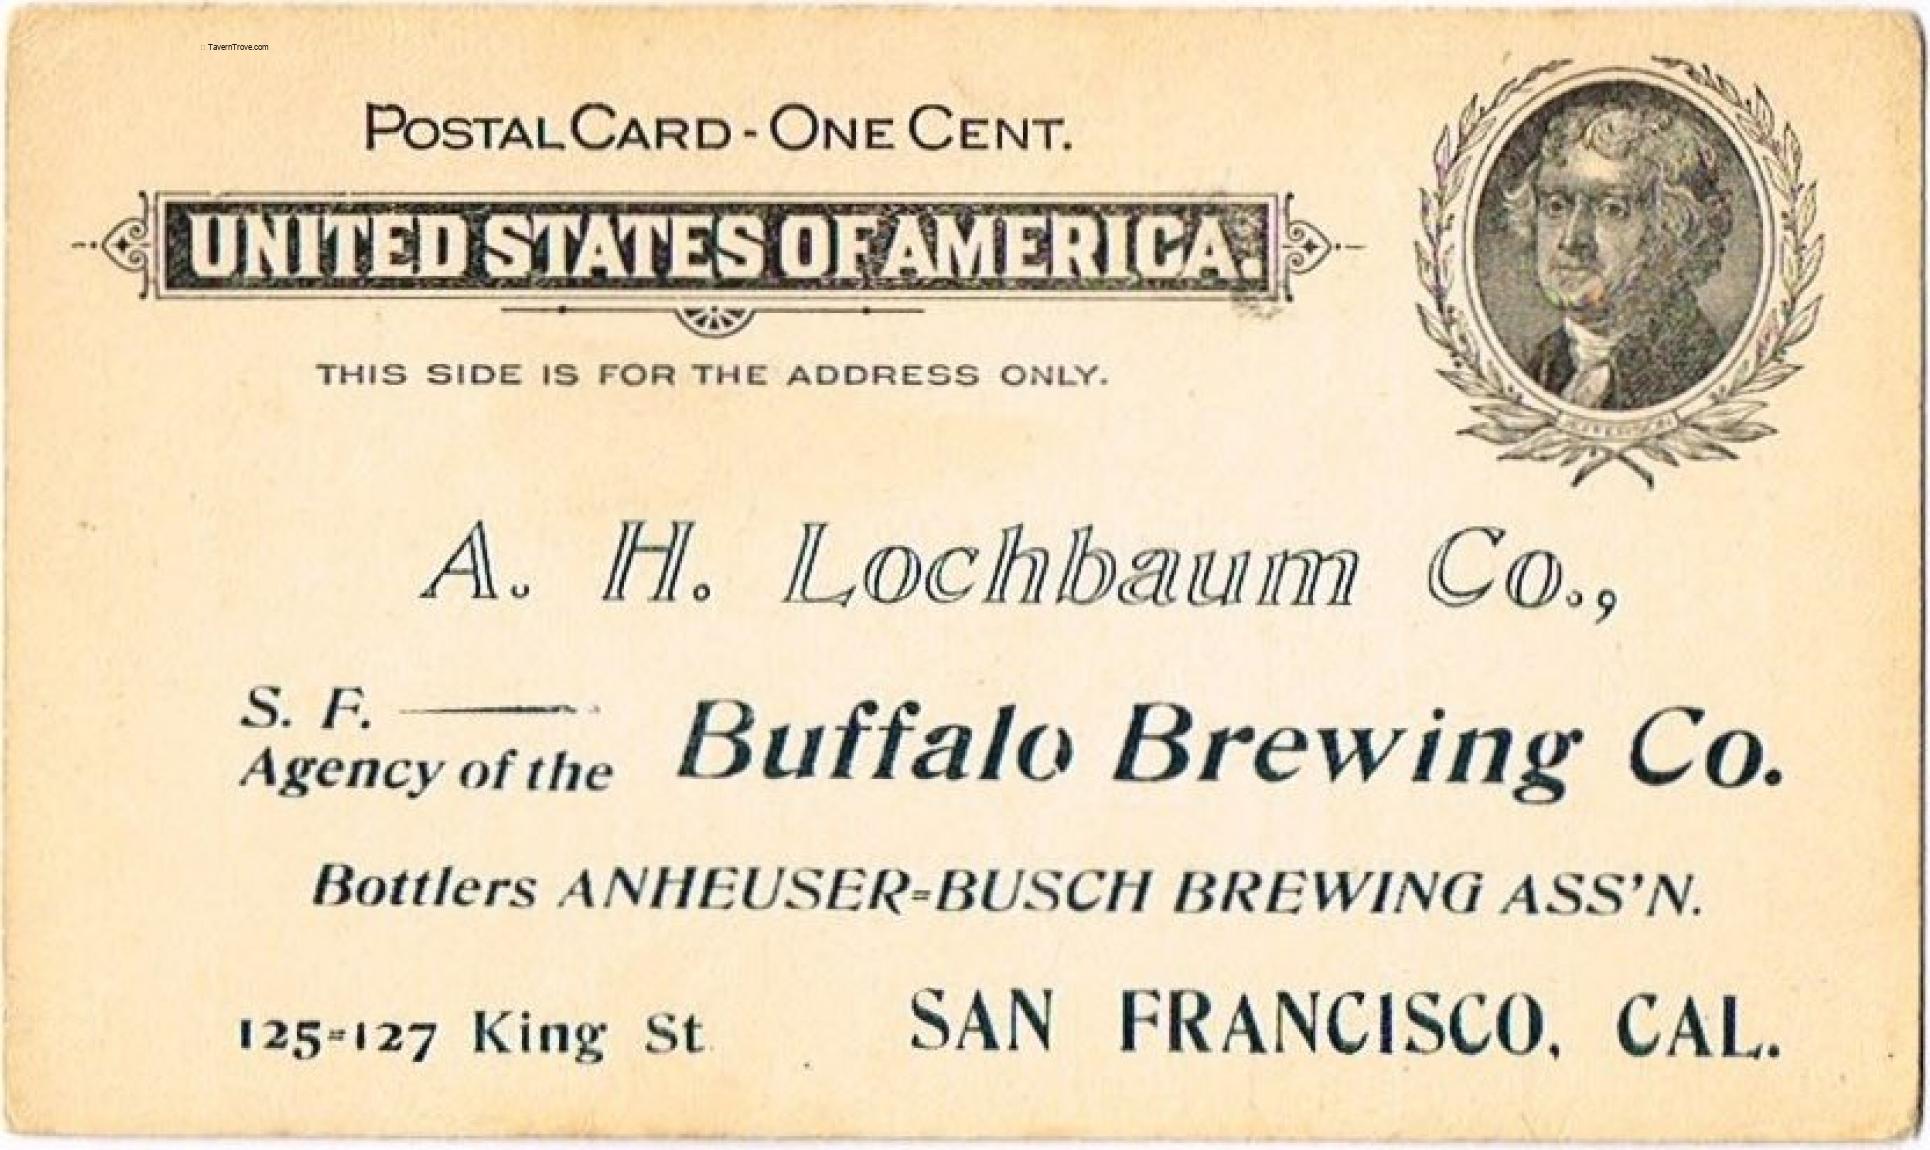 :: TavernTrove.com
POSTAL CARD - ONE CENT.
UNITED STATES OF AMERICA.
THIS SIDE IS FOR THE ADDRESS ONLY.
JEFFERSON
A. H. Lochbaum Co.,
S. F. ——
Agency of the Buffalo Brewing Co.
Bottlers ANHEUSER=BUSCH BREWING ASS'N.
125=127 King St. SAN FRANCISCO, CAL.